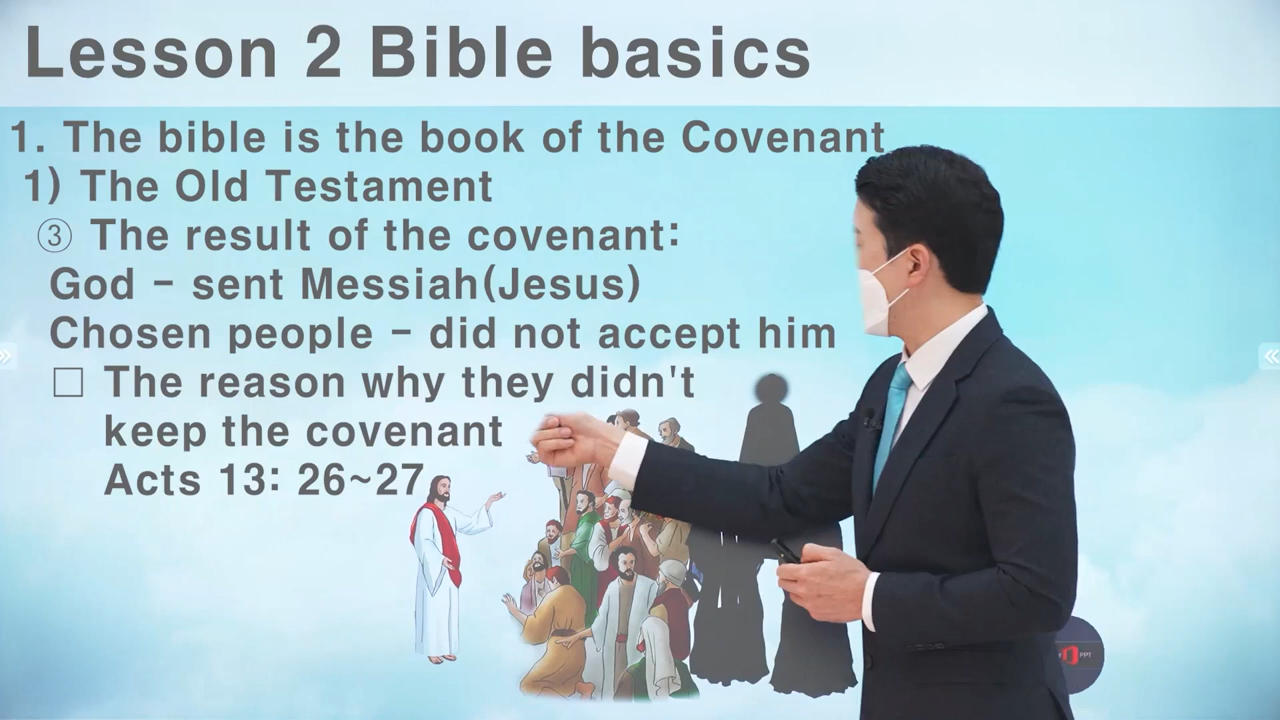 Lesson 2 Bible basics
1. The bible is the book of the Covenant
1) The Old Testament
③ The result of the covenant:
God - sent Messiah(Jesus)
Chosen people - did not accept him
□ The reason why they didn't
keep the covenant
Acts 13: 26~27
PPT